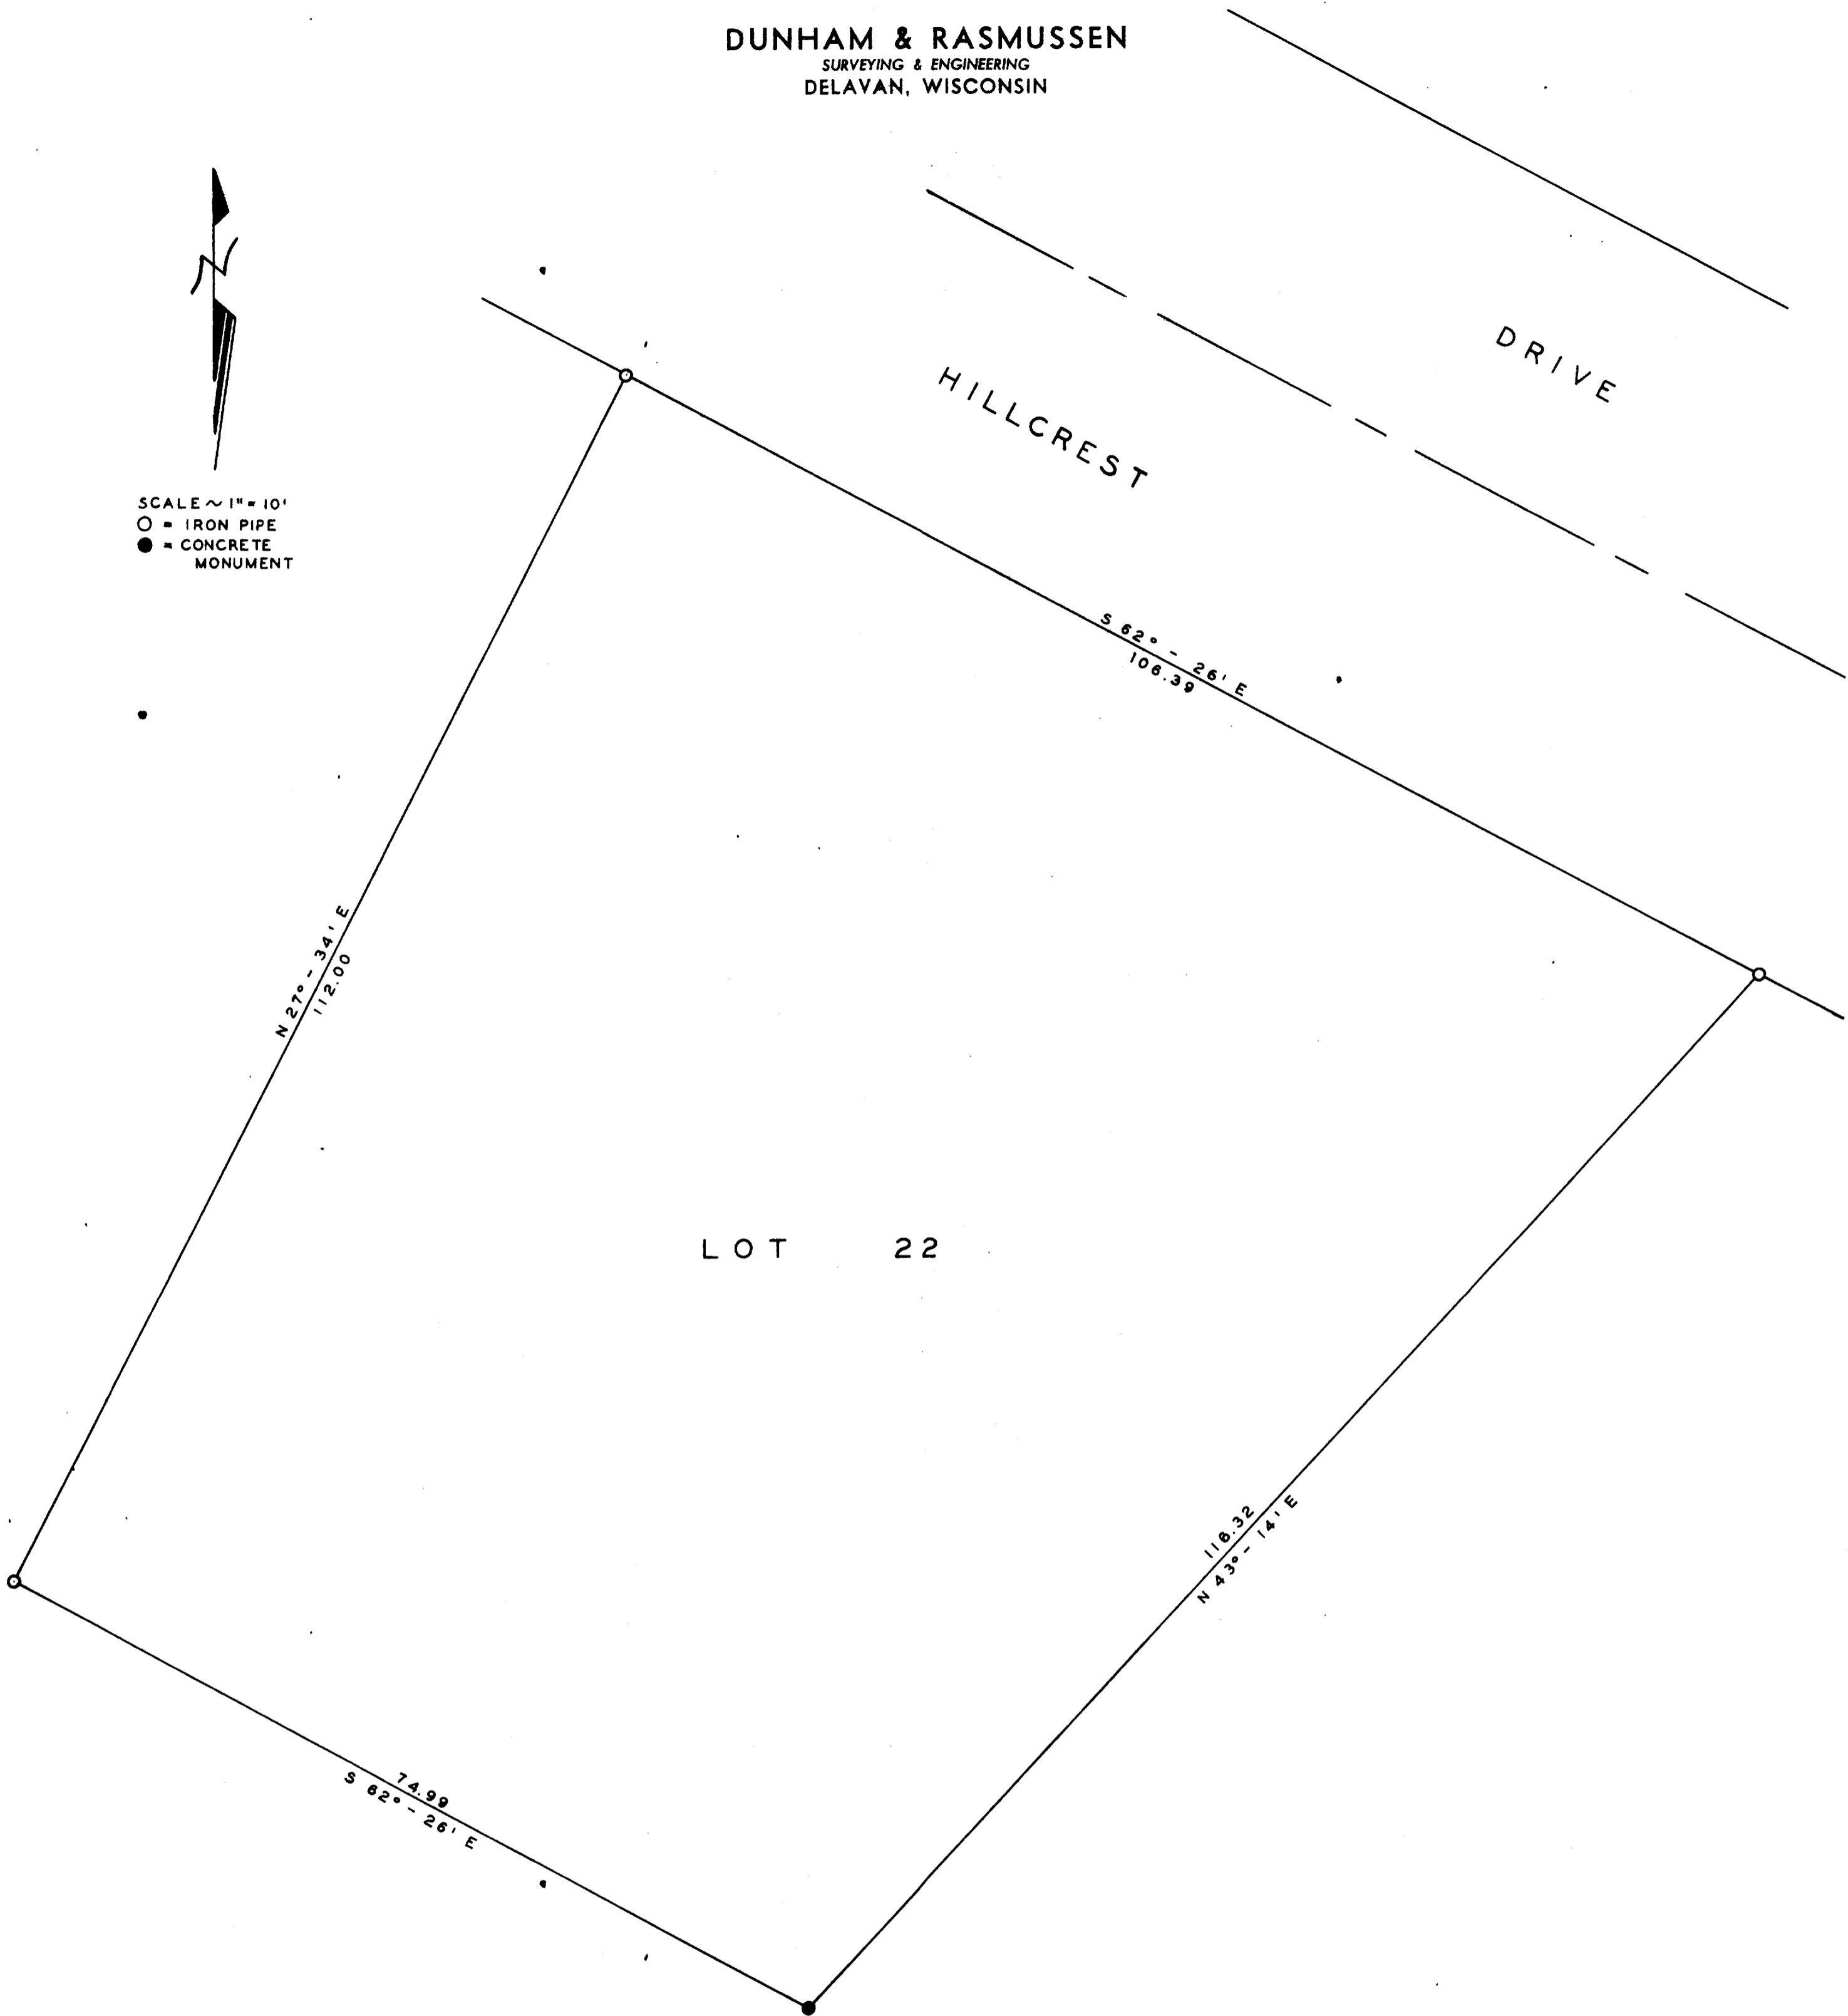 DUNHAM & RASMUSSEN
SURVEYING & ENGINEERING
DELAVAN, WISCONSIN
N
SCALE ~ 1" = 10'
O = IRON PIPE
● = CONCRETE
MONUMENT
HILLCREST
DRIVE
S 62° - 26' E
106.39
N 27° - 34' E
112.00
LOT 22
116.32
N 43° - 14' E
74.99
S 62° - 26' E